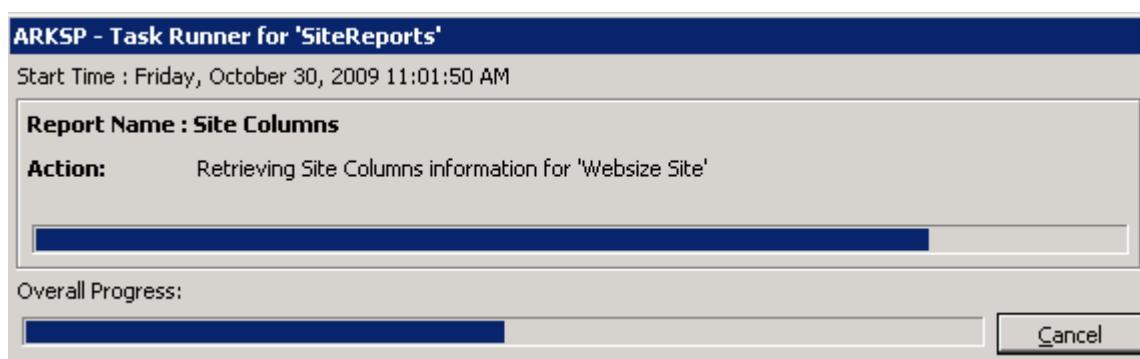 ARKSP - Task Runner for 'SiteReports'
Start Time : Friday, October 30, 2009 11:01:50 AM
Report Name : Site Columns
Action: Retrieving Site Columns information for 'Websize Site'
Overall Progress:
Cancel